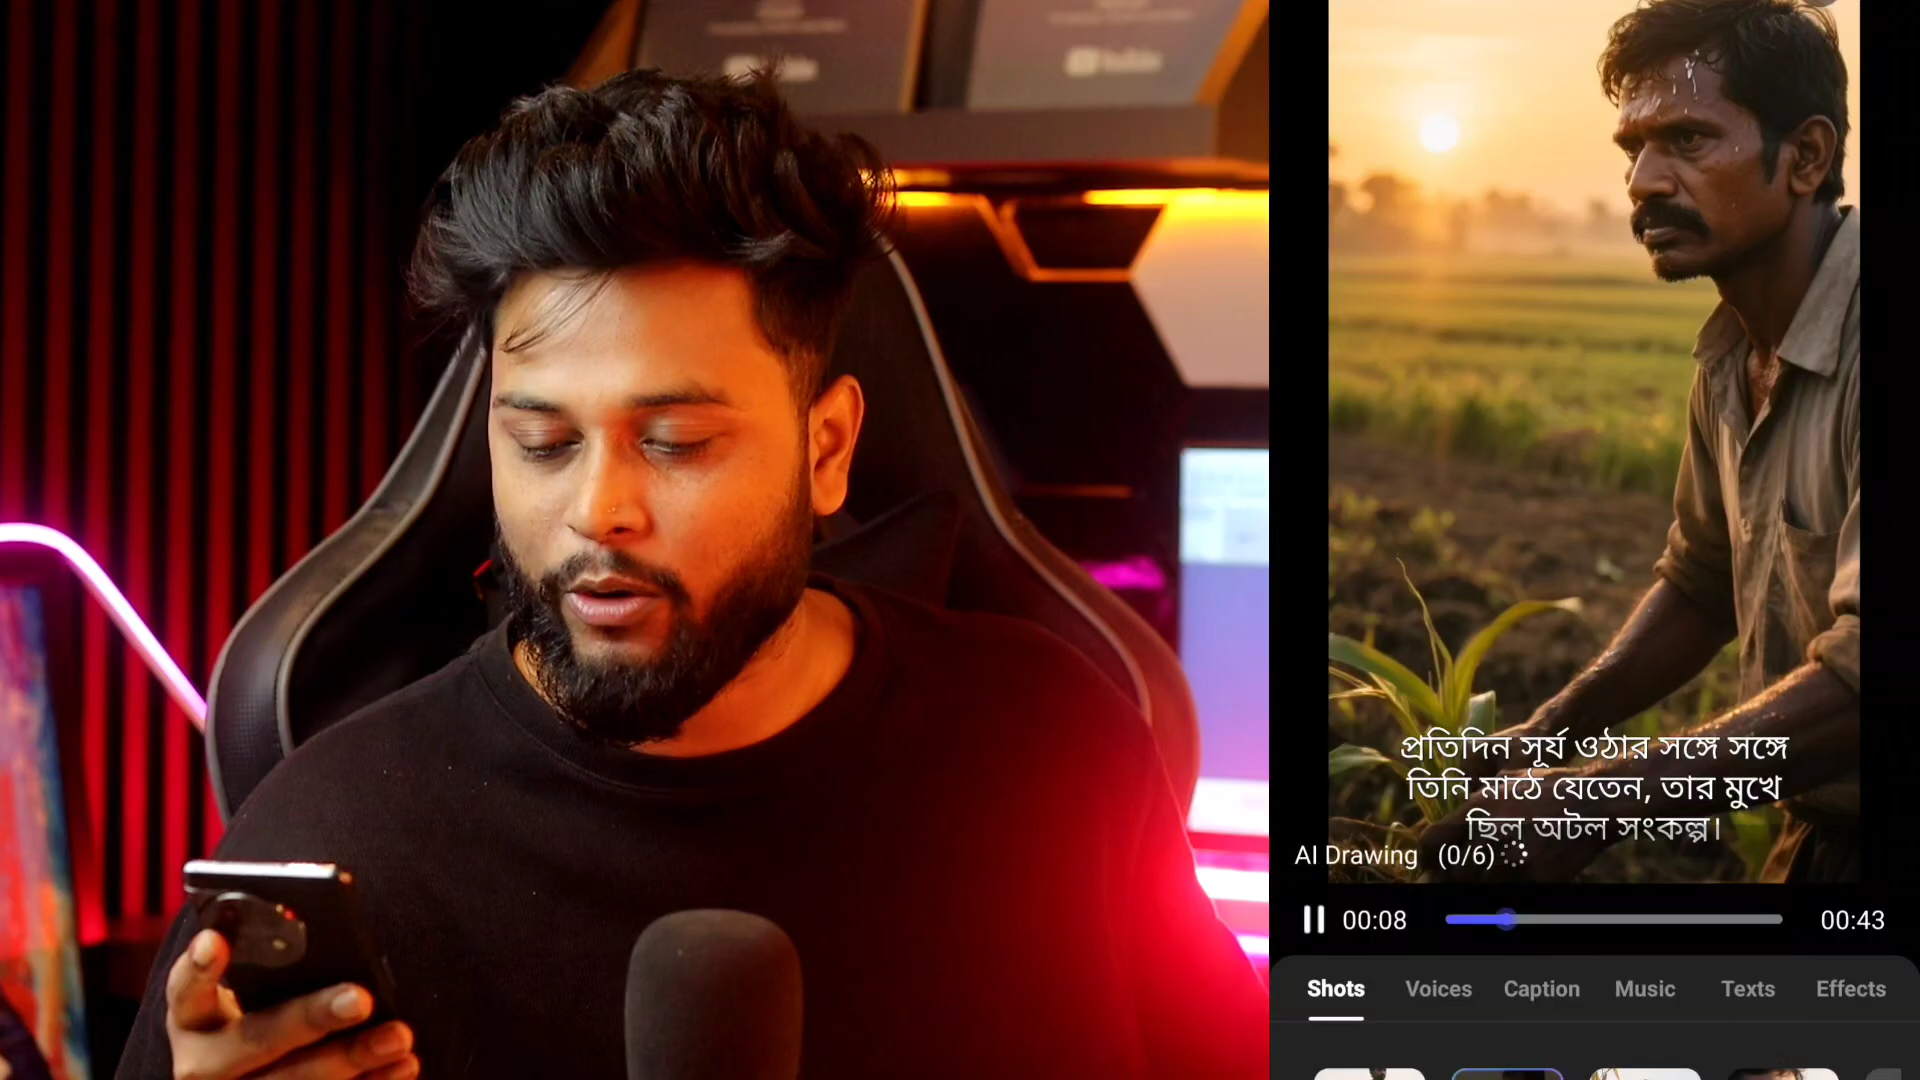 YouTube
প্রতিদিন সূর্য ওঠার সঙ্গে সঙ্গে
তিনি মাঠে যেতেন, তার মুখে
ছিল অটল সংকল্প।
AI Drawing (0/6)
00:08
00:43
Shots
Voices
Caption
Music
Texts
Effects